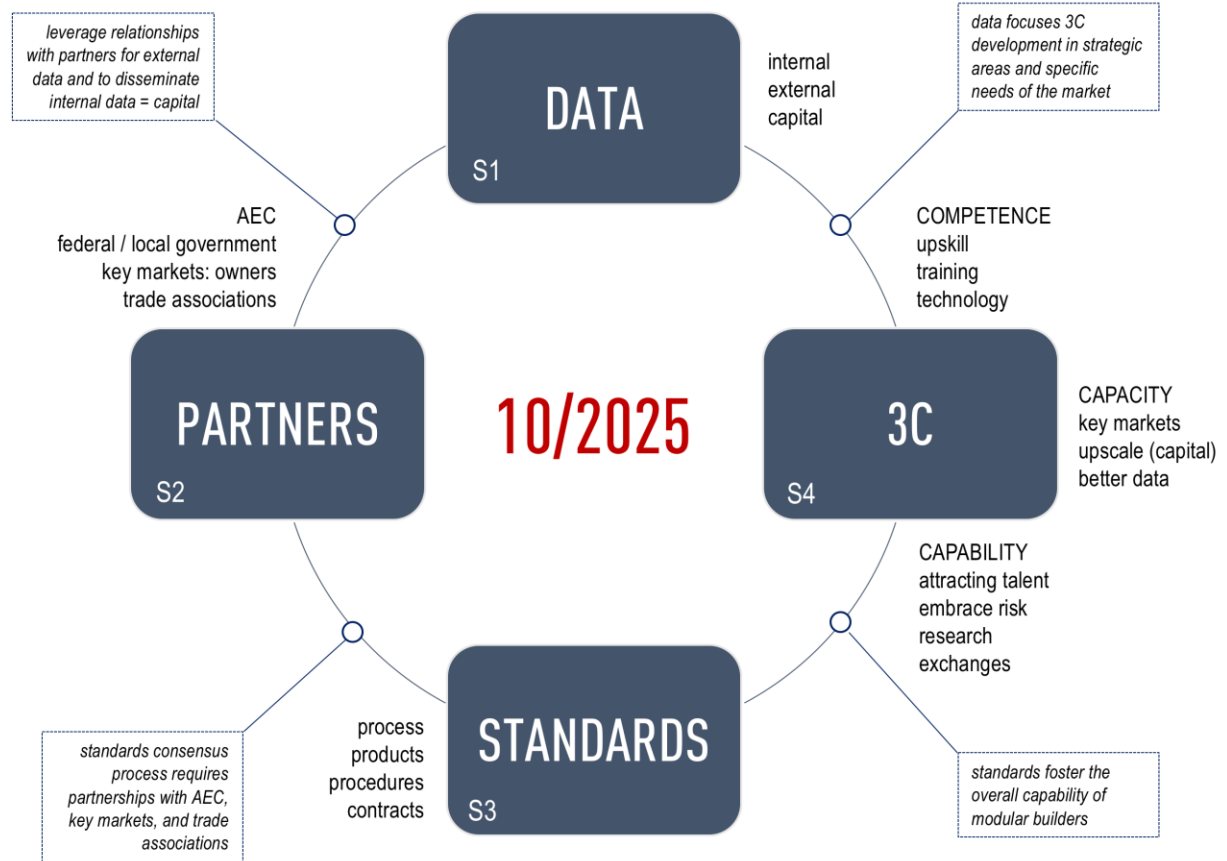 leverage relationships
with partners for external
data and to disseminate
internal data = capital
DATA
S1
internal
external
capital
data focuses 3C
development in strategic
areas and specific
needs of the market
AEC
federal / local government
key markets: owners
trade associations
COMPETENCE
upskill
training
technology
PARTNERS
S2
10/2025
3C
S4
CAPACITY
key markets
upscale (capital)
better data
CAPABILITY
attracting talent
embrace risk
research
exchanges
standards consensus
process requires
partnerships with AEC,
key markets, and trade
associations
process
products
procedures
contracts
STANDARDS
S3
standards foster the
overall capability of
modular builders